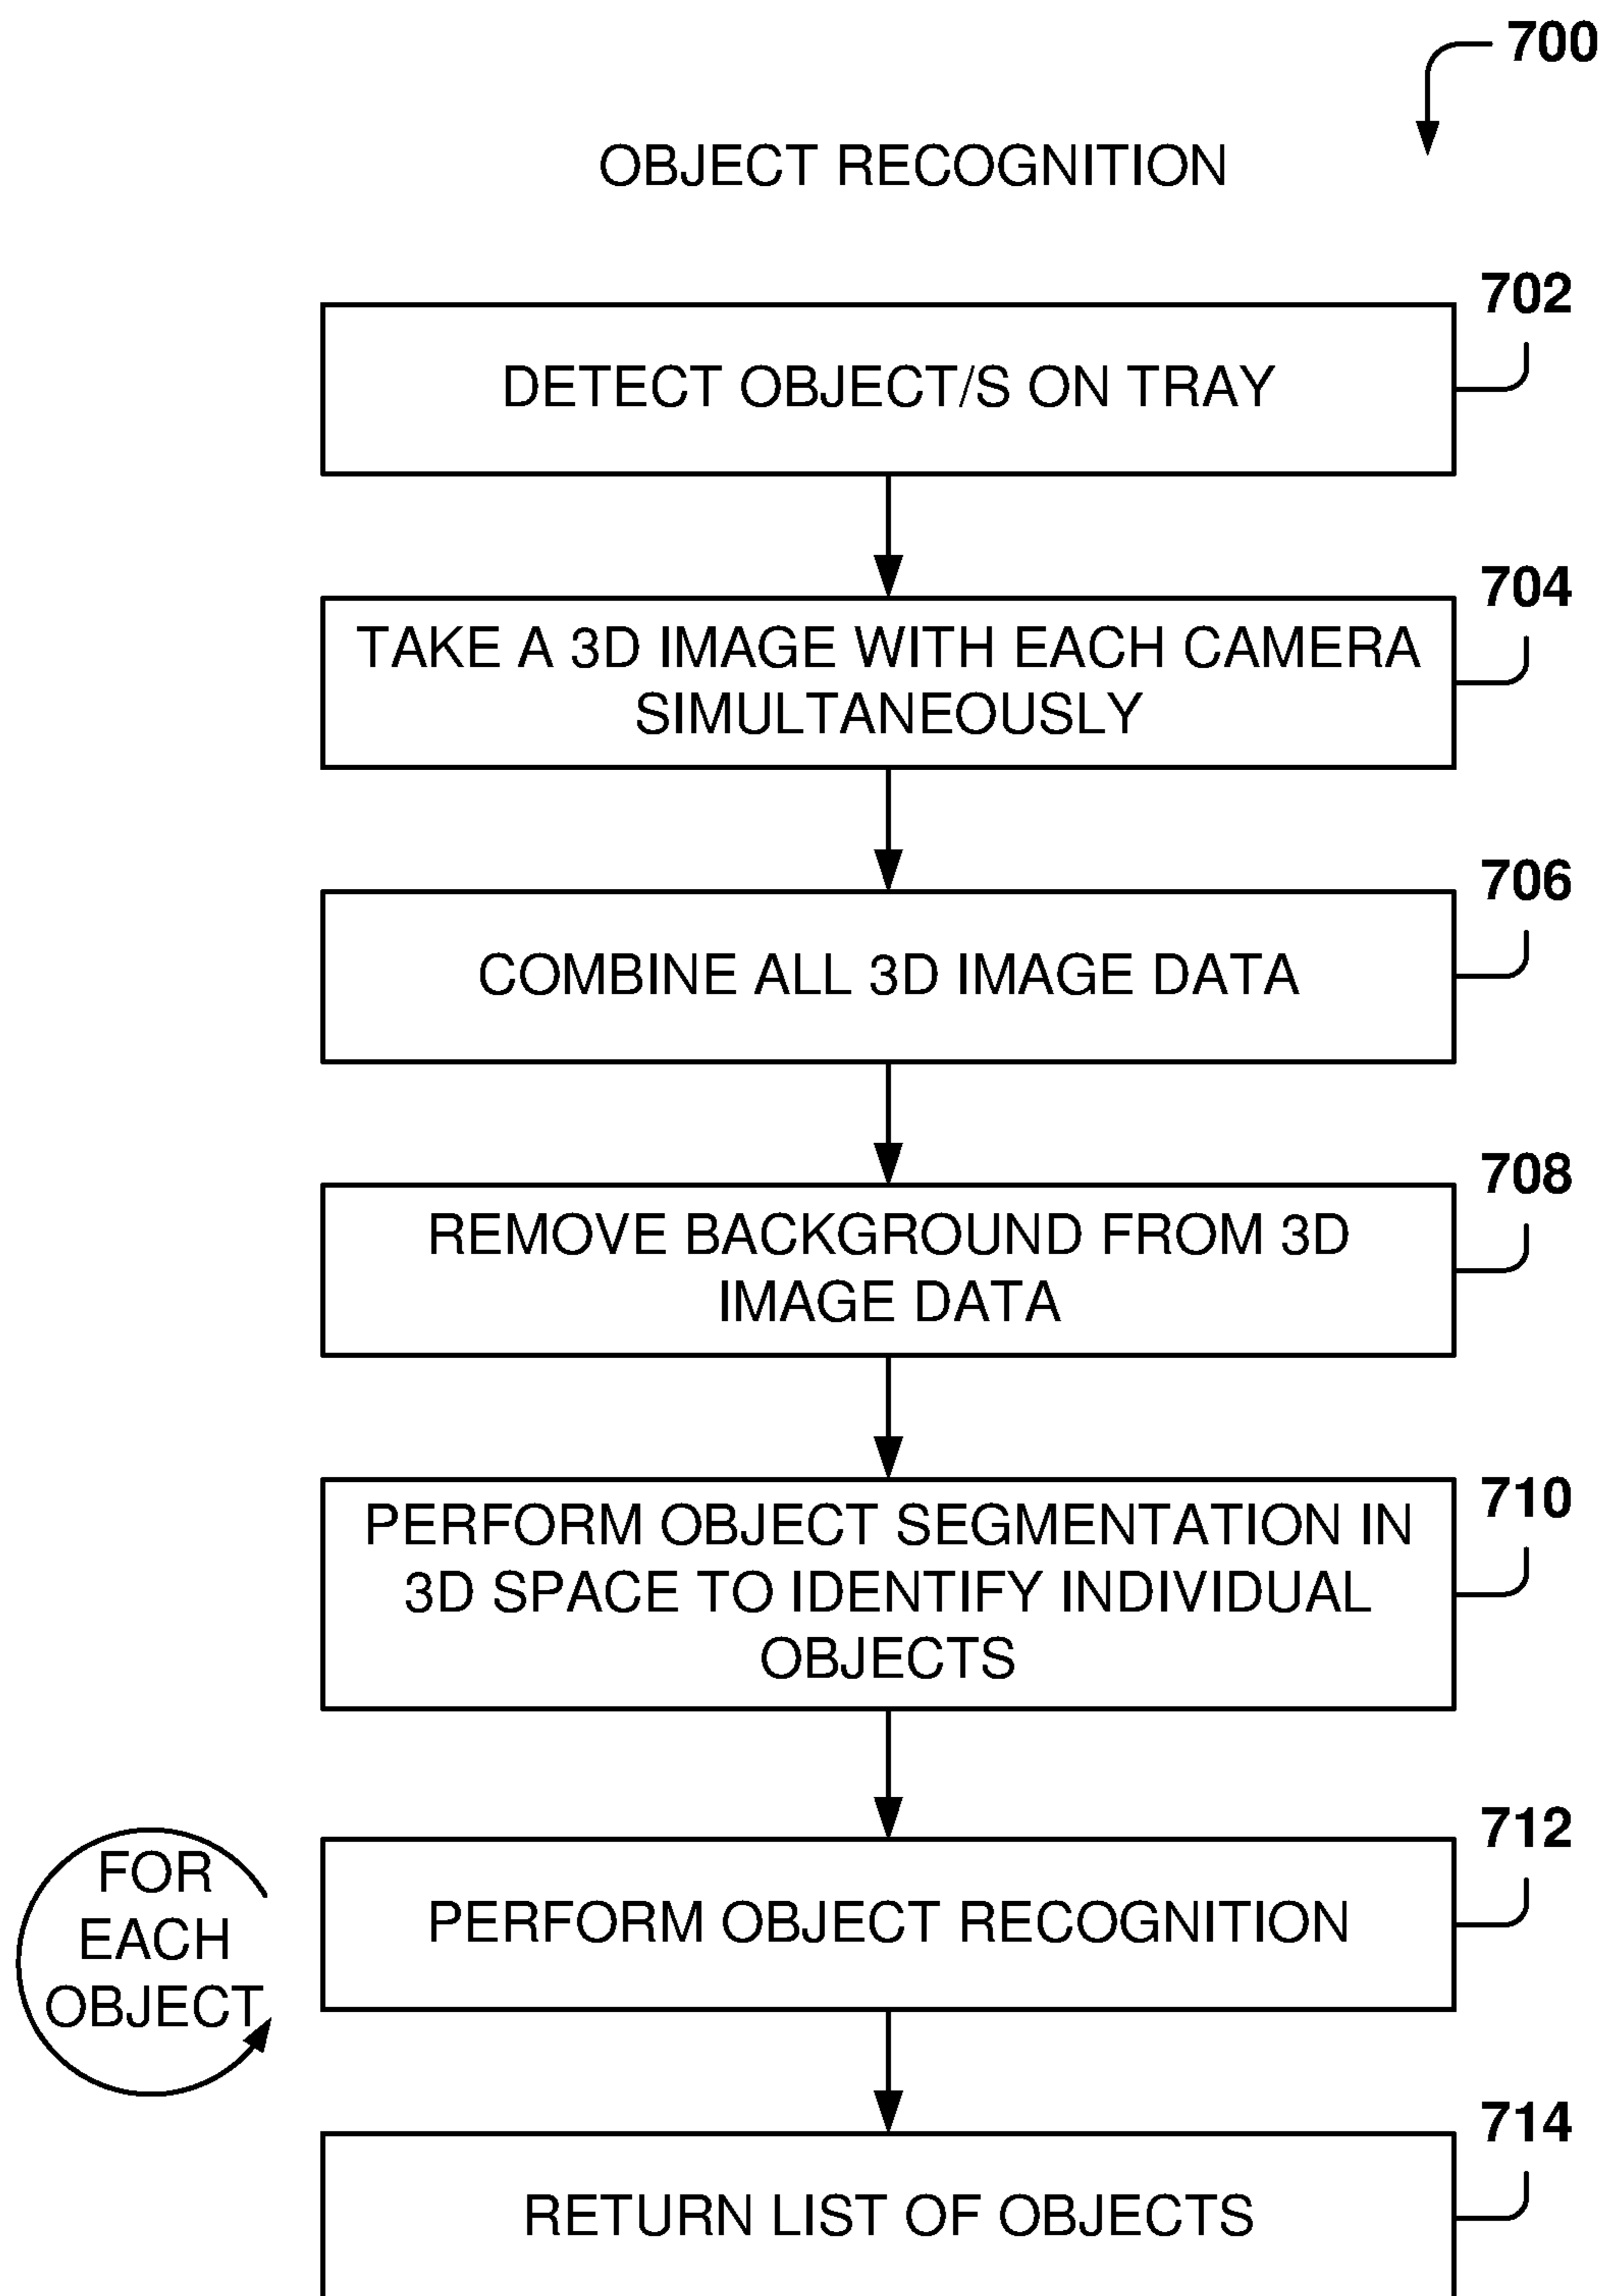 700
OBJECT RECOGNITION
702
DETECT OBJECT/S ON TRAY
704
TAKE A 3D IMAGE WITH EACH CAMERA
SIMULTANEOUSLY
706
COMBINE ALL 3D IMAGE DATA
708
REMOVE BACKGROUND FROM 3D
IMAGE DATA
710
PERFORM OBJECT SEGMENTATION IN
3D SPACE TO IDENTIFY INDIVIDUAL
OBJECTS
712
FOR
EACH
OBJECT
PERFORM OBJECT RECOGNITION
714
RETURN LIST OF OBJECTS